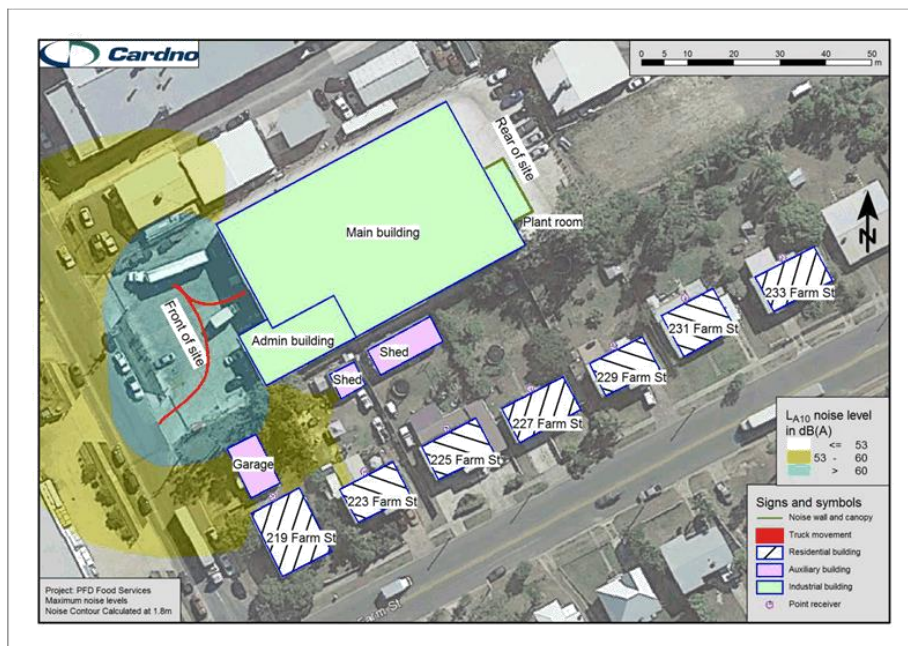 Cardno
0 5 10 20 30 40 50
m
Rear of site
Main building
Plant room
N
Front of site
Admin building
Shed
Shed
Garage
233 Farm St
231 Farm St
229 Farm St
227 Farm St
225 Farm St
223 Farm St
219 Farm St
Farm St
LA10 noise level
in dB(A)
<= 53
53 - 60
> 60
Signs and symbols
Noise wall and canopy
Truck movement
Residential building
Auxiliary building
Industrial building
Point receiver
Project: PFD Food Services
Maximum noise levels
Noise Contour Calculated at 1.8m